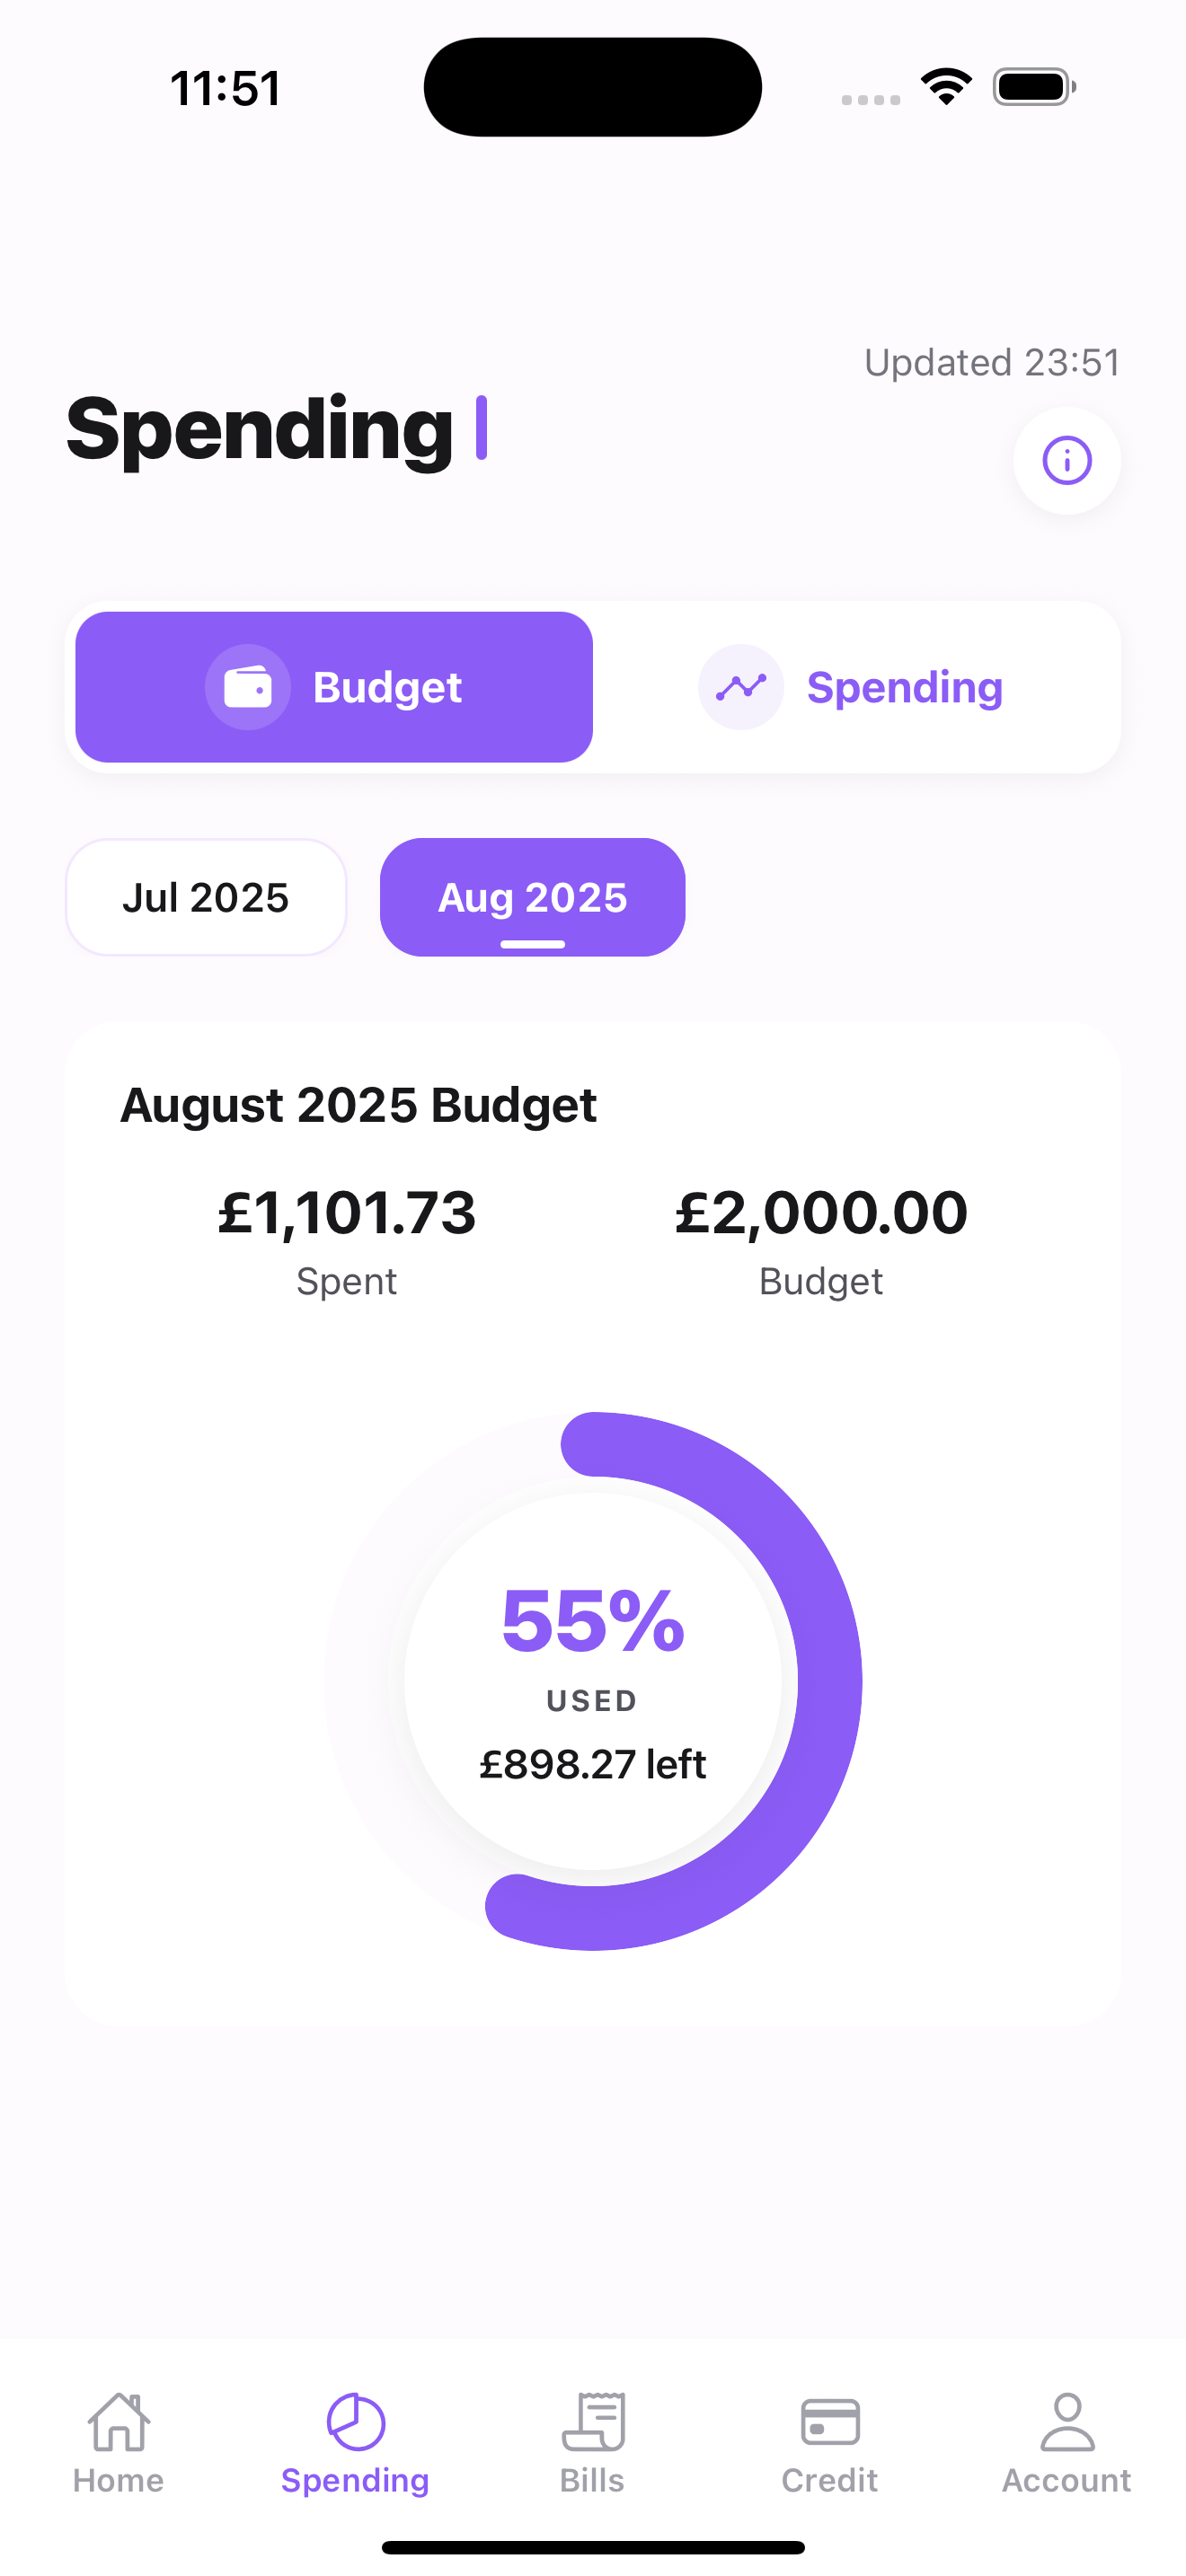 11:51
Updated 23:51
Spending
Budget
Spending
Jul 2025
Aug 2025
August 2025 Budget
£1,101.73
£2,000.00
Spent
Budget
55%
USED
£898.27 left
Home
Spending
Bills
Credit
Account